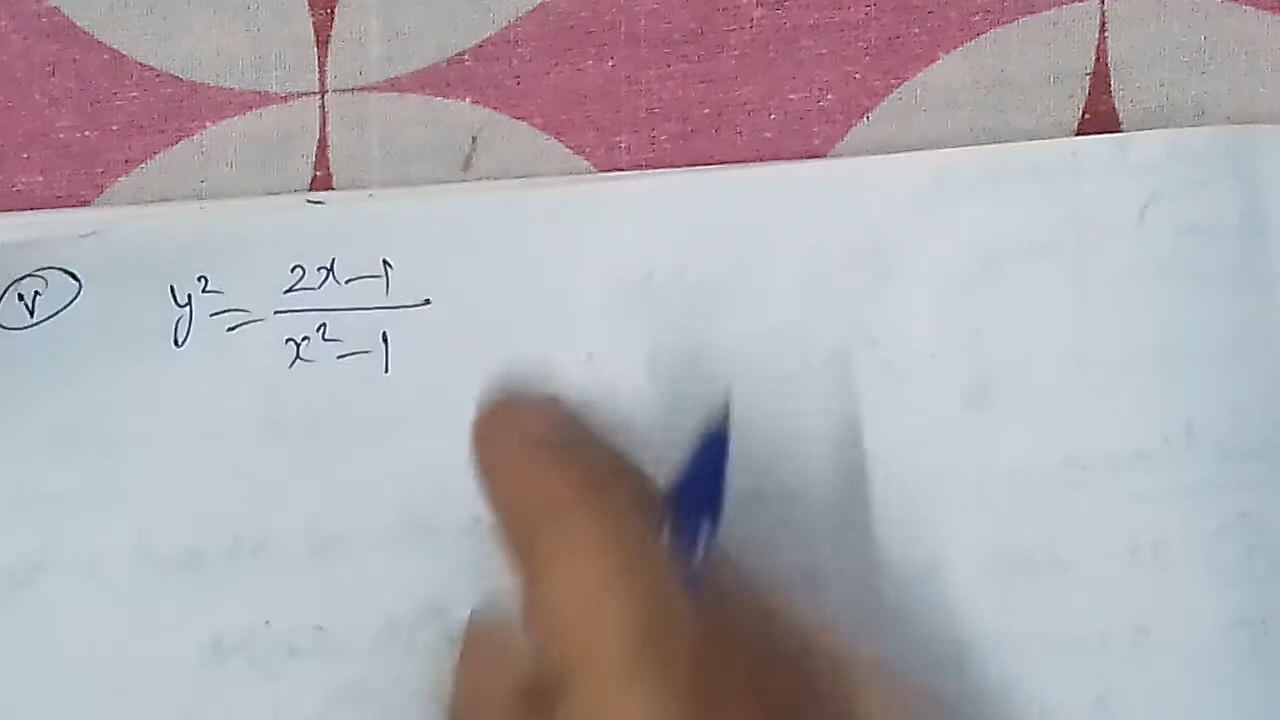 (v) y² = (2x-1)/(x²-1)